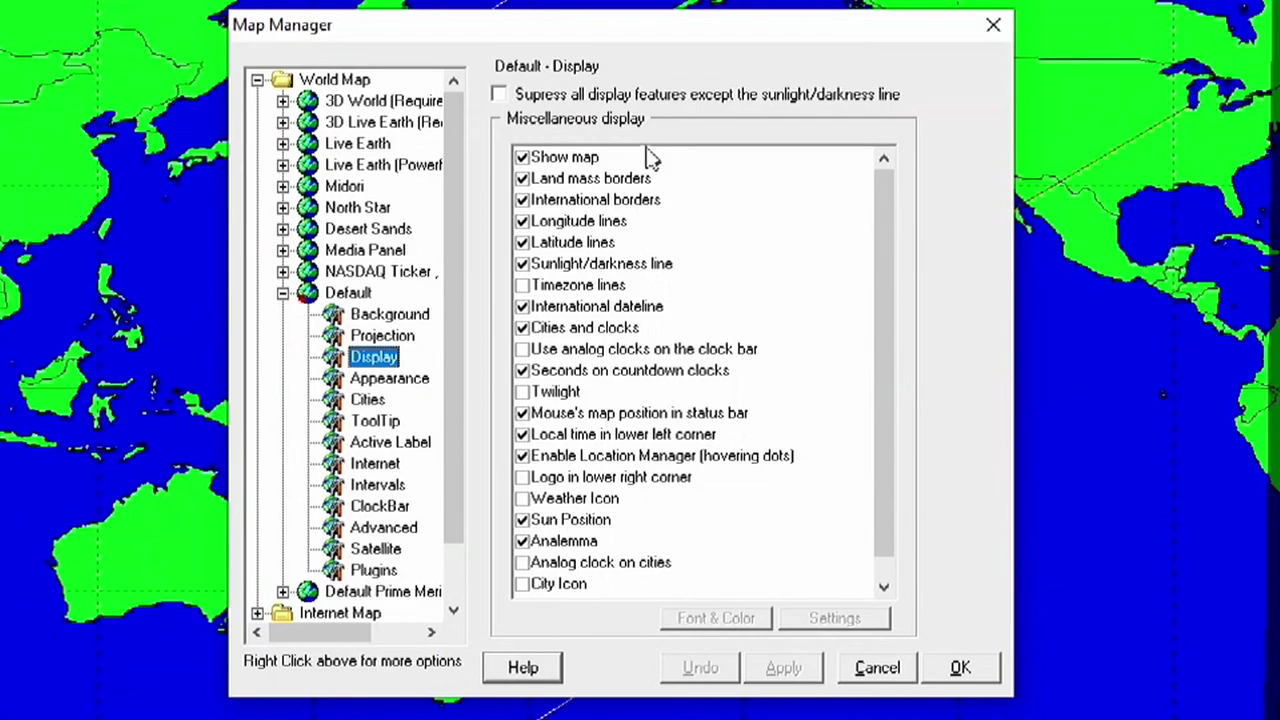 Map Manager
World Map
3D World (Require
3D Live Earth (Re
Live Earth
Live Earth (Powerf
Midori
North Star
Desert Sands
Media Panel
NASDAQ Ticker ,
Default
Background
Projection
Display
Appearance
Cities
ToolTip
Active Label
Internet
Intervals
ClockBar
Advanced
Satellite
Plugins
Default Prime Meri
Internet Map
Right Click above for more options
Default - Display
Supress all display features except the sunlight/darkness line
Miscellaneous display
Show map
Land mass borders
International borders
Longitude lines
Latitude lines
Sunlight/darkness line
Timezone lines
International dateline
Cities and clocks
Use analog clocks on the clock bar
Seconds on countdown clocks
Twilight
Mouse's map position in status bar
Local time in lower left corner
Enable Location Manager (hovering dots)
Logo in lower right corner
Weather Icon
Sun Position
Analemma
Analog clock on cities
City Icon
Font & Color
Settings
Help
Undo
Apply
Cancel
OK